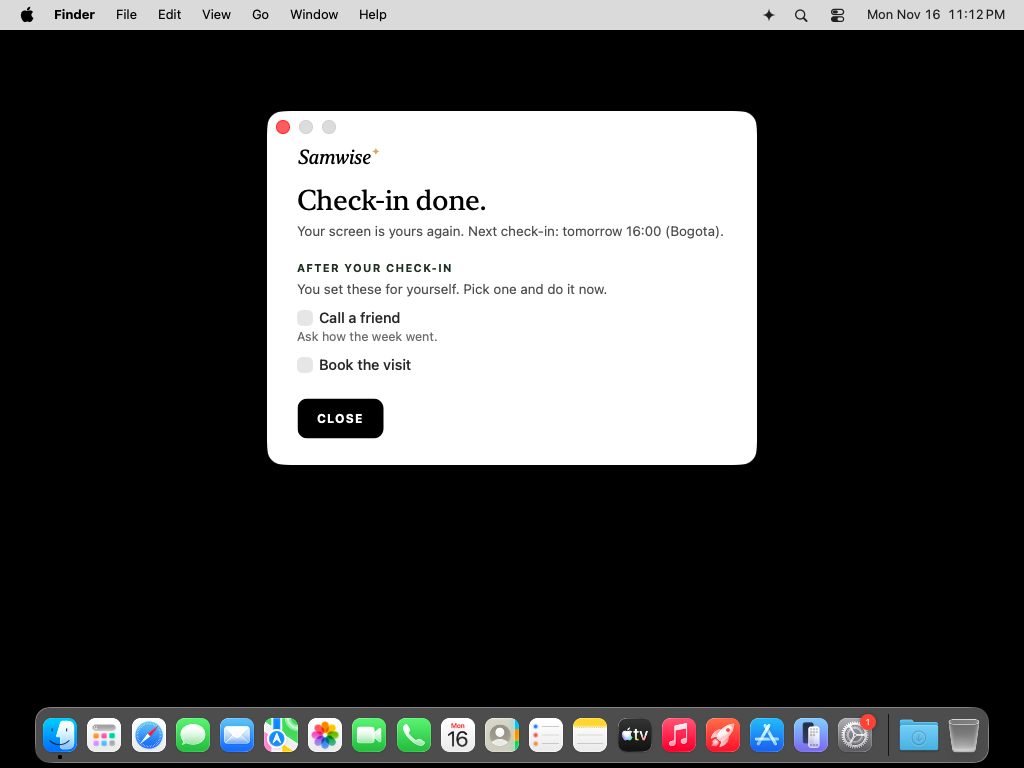 Finder File Edit View Go Window Help Mon Nov 16 11:12 PM
Samwise
Check-in done.
Your screen is yours again. Next check-in: tomorrow 16:00 (Bogota).
AFTER YOUR CHECK-IN
You set these for yourself. Pick one and do it now.
Call a friend
Ask how the week went.
Book the visit
CLOSE
Mon
16
tv
1